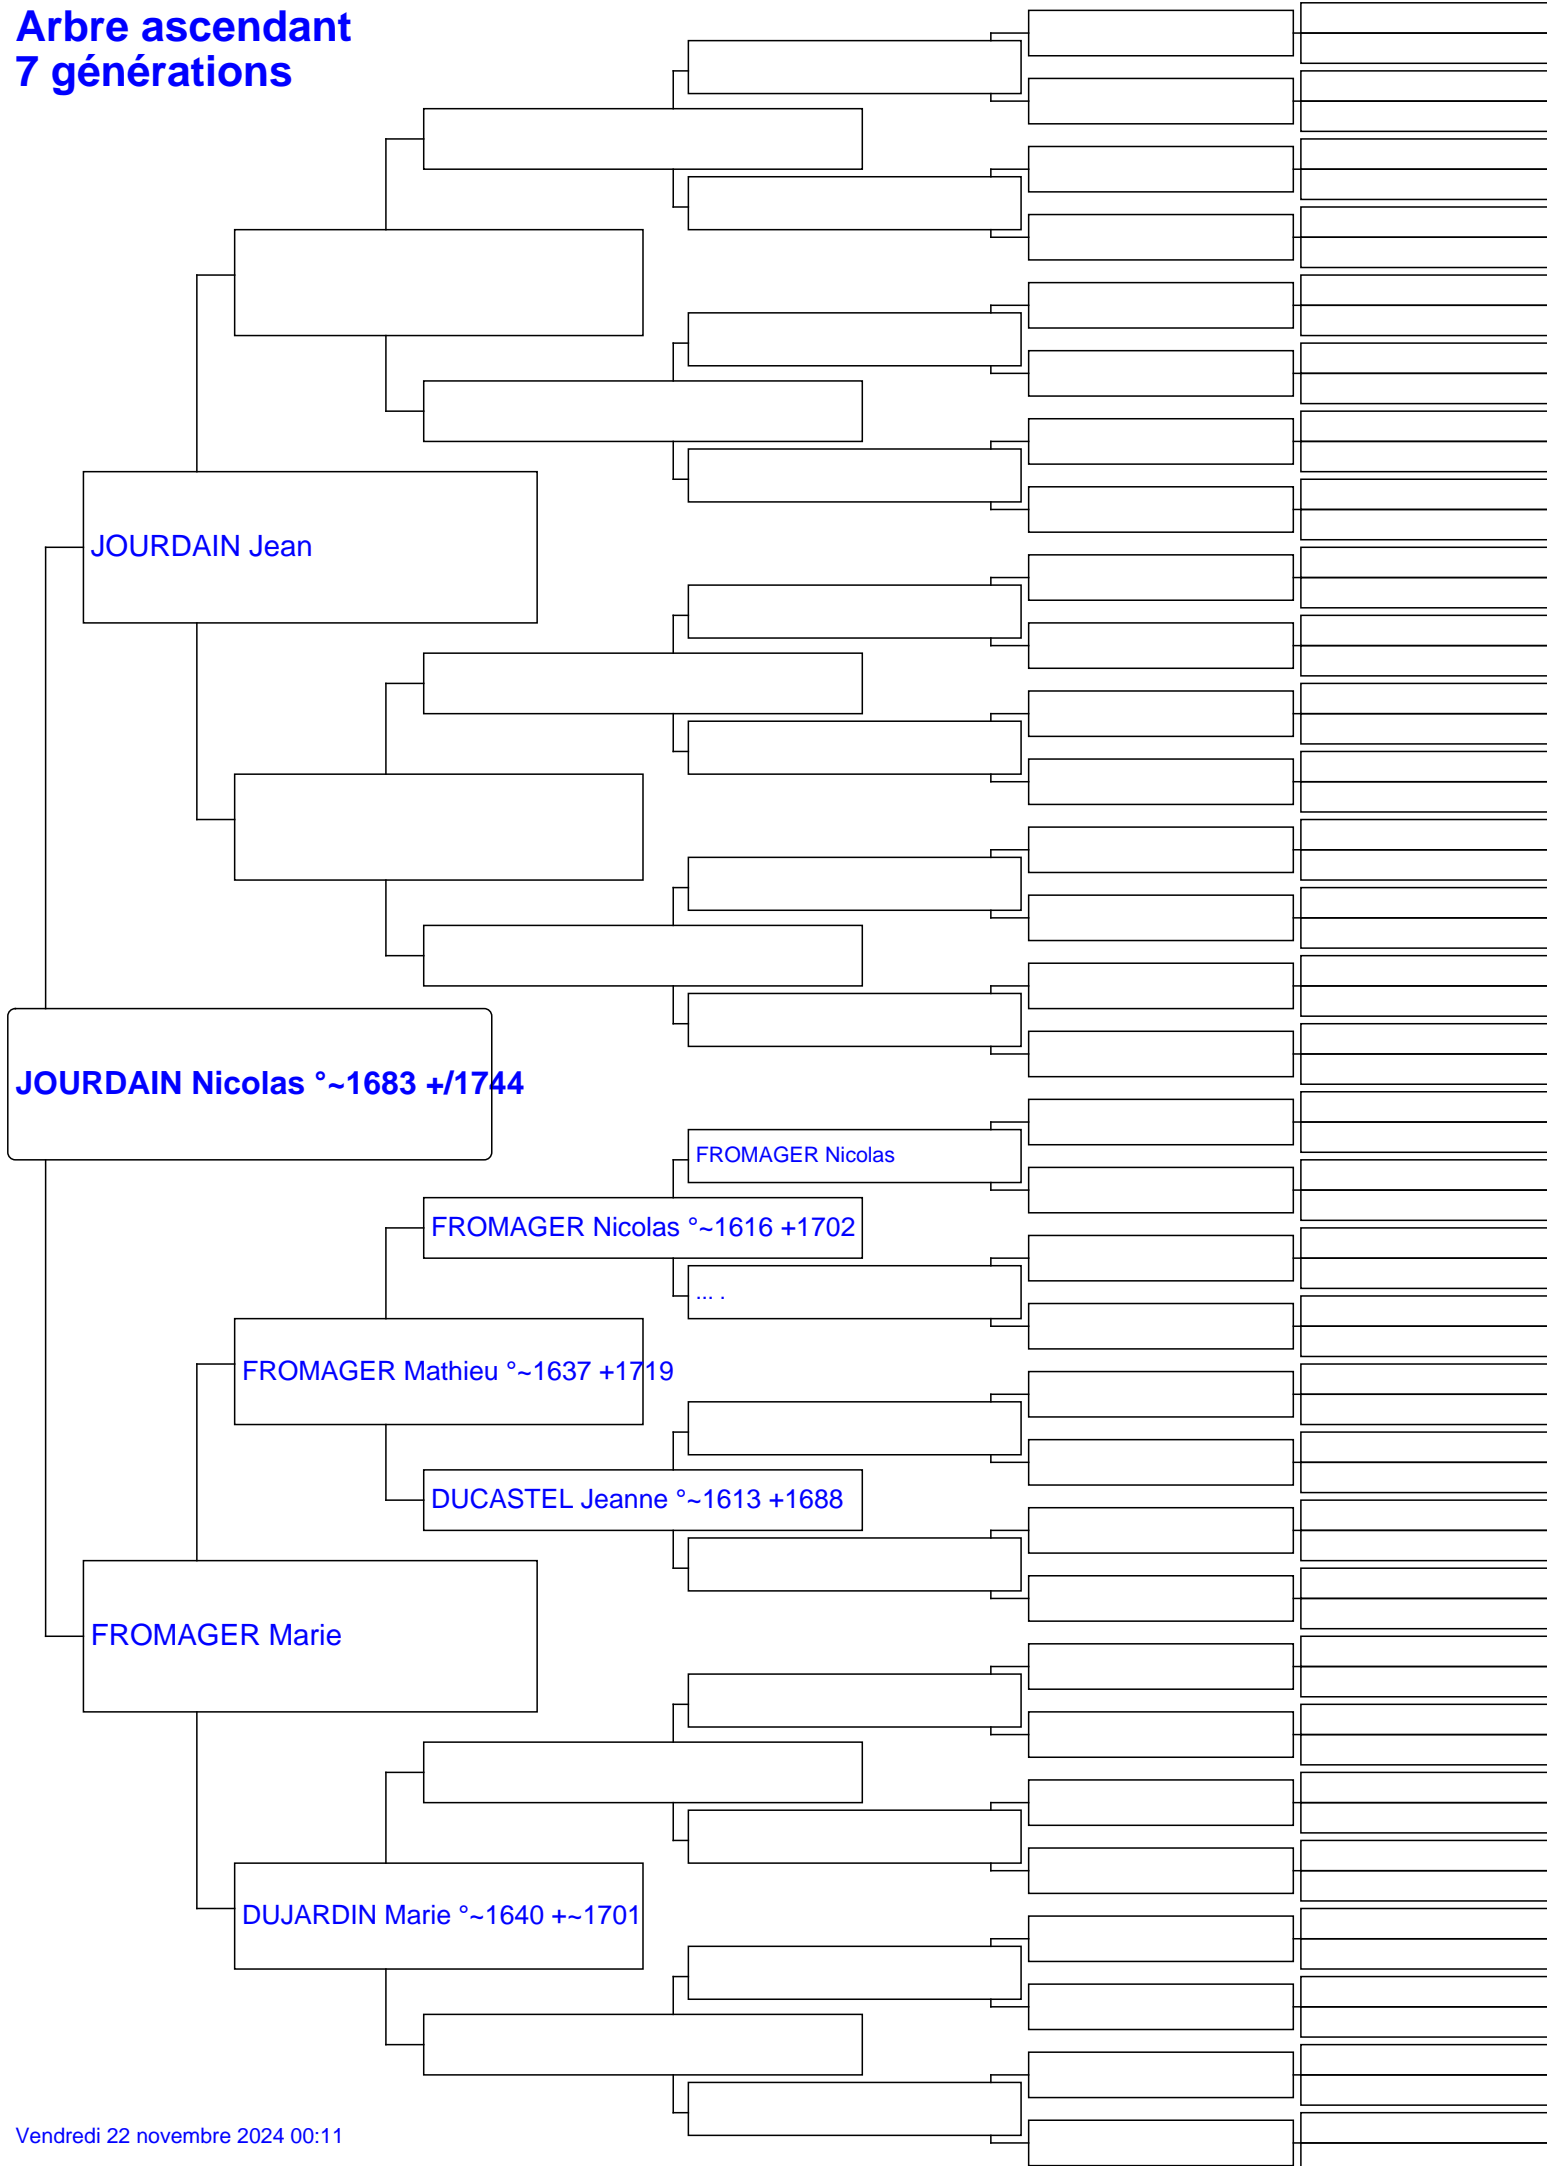 Arbre ascendant
7 générations
JOURDAIN Jean
JOURDAIN Nicolas °~1683 +/1744
FROMAGER Nicolas
FROMAGER Nicolas °~1616 +1702
... .
FROMAGER Mathieu °~1637 +1719
DUCASTEL Jeanne °~1613 +1688
FROMAGER Marie
DUJARDIN Marie °~1640 +~1701
Vendredi 22 novembre 2024 00:11